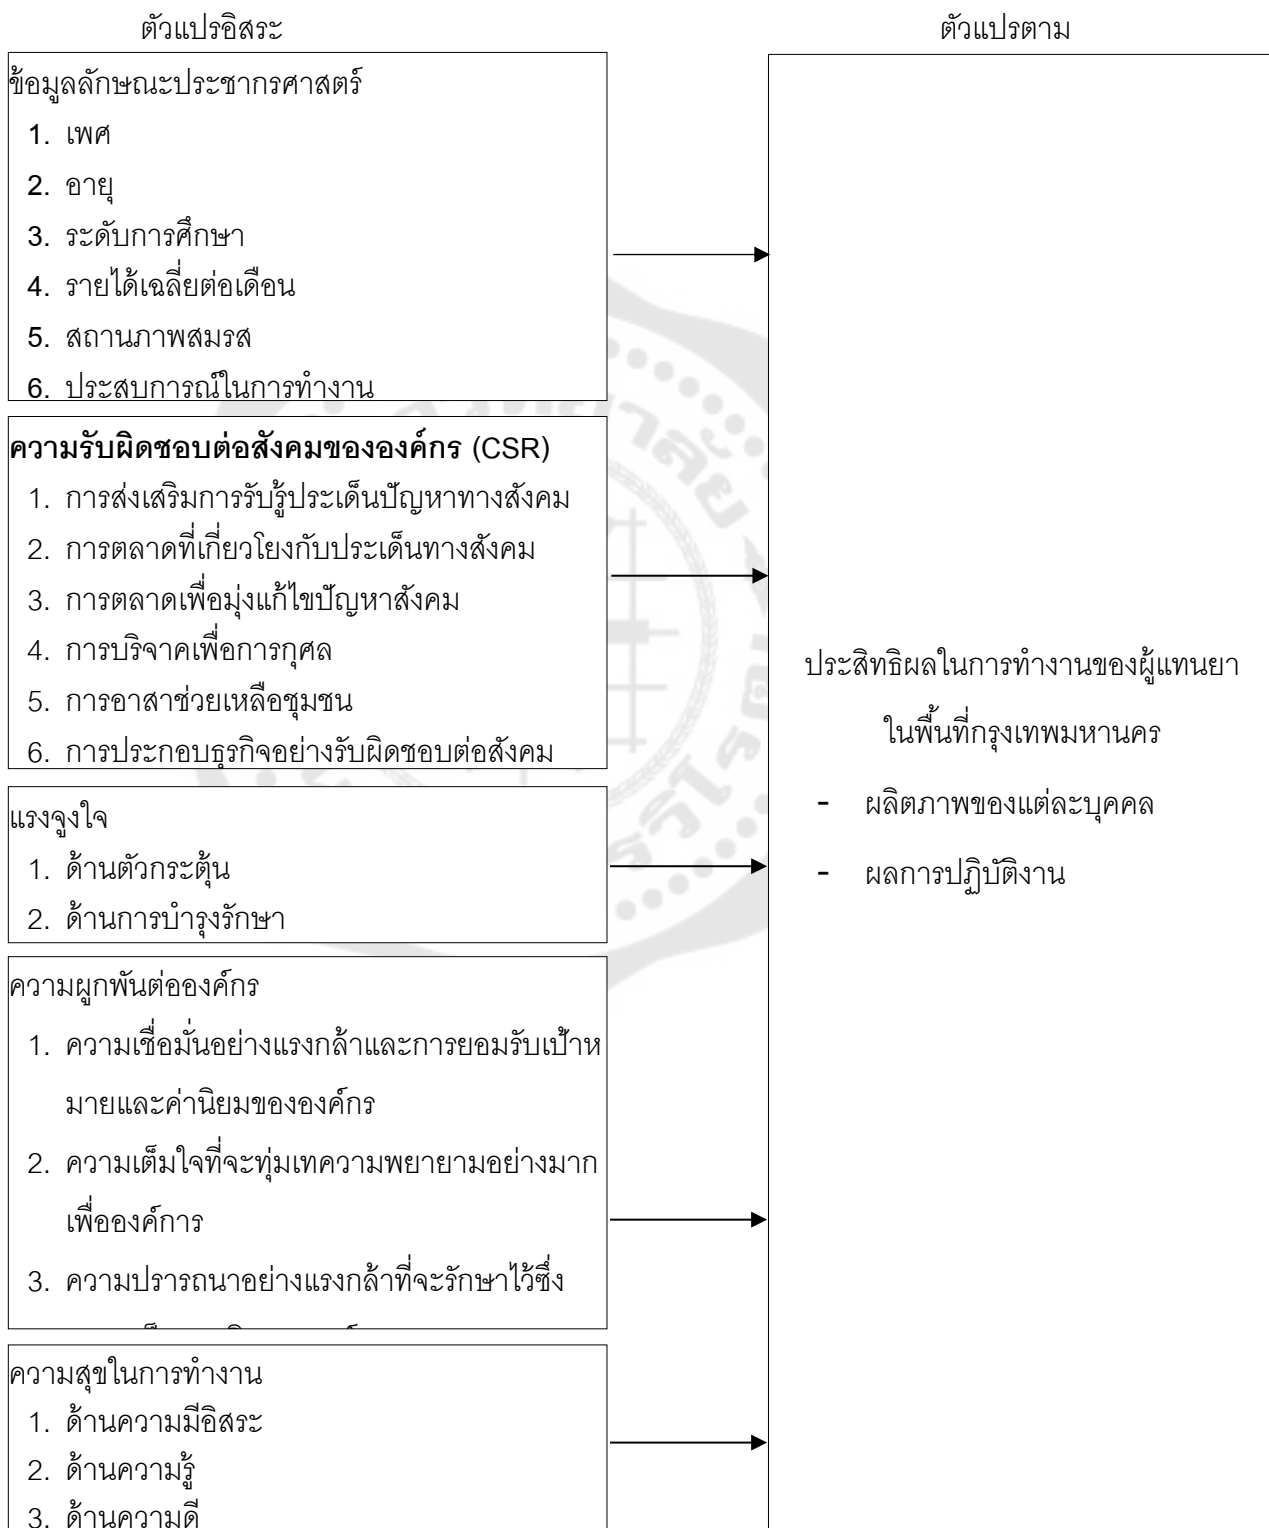 ตัวแปรอิสระ
ข้อมูลลักษณะประชากรศาสตร์
1. เพศ
2. อายุ
3. ระดับการศึกษา
4. รายได้เฉลี่ยต่อเดือน
5. สถานภาพสมรส
6. ประสบการณ์ในการทำงาน
ความรับผิดชอบต่อสังคมขององค์กร (CSR)
1. การส่งเสริมการรับรู้ประเด็นปัญหาทางสังคม
2. การตลาดที่เกี่ยวโยงกับประเด็นทางสังคม
3. การตลาดเพื่อมุ่งแก้ไขปัญหาสังคม
4. การบริจาคเพื่อการกุศล
5. การอาสาช่วยเหลือชุมชน
6. การประกอบธุรกิจอย่างรับผิดชอบต่อสังคม
แรงจูงใจ
1. ด้านตัวกระตุ้น
2. ด้านการบำรุงรักษา
ความผูกพันต่อองค์กร
1. ความเชื่อมั่นอย่างแรงกล้าและการยอมรับเป้าห
มายและค่านิยมขององค์กร
2. ความเต็มใจที่จะทุ่มเทความพยายามอย่างมาก
เพื่อองค์การ
3. ความปรารถนาอย่างแรงกล้าที่จะรักษาไว้ซึ่ง
ความสุขในการทำงาน
1. ด้านความมีอิสระ
2. ด้านความรู้
3. ด้านความดี
ตัวแปรตาม
ประสิทธิผลในการทำงานของผู้แทนยา
ในพื้นที่กรุงเทพมหานคร
- ผลิตภาพของแต่ละบุคคล
- ผลการปฏิบัติงาน